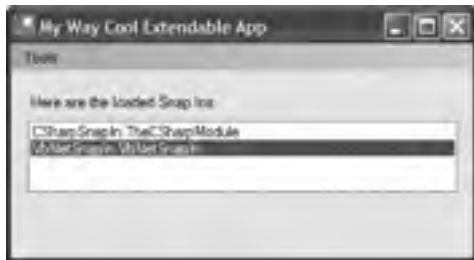 My Way Cool Extendable App
Tools
Here are the loaded Snap Ins:
CSharpSnapIn.TheCSharpModule
VbNetSnapIn.VbNetSnapIn